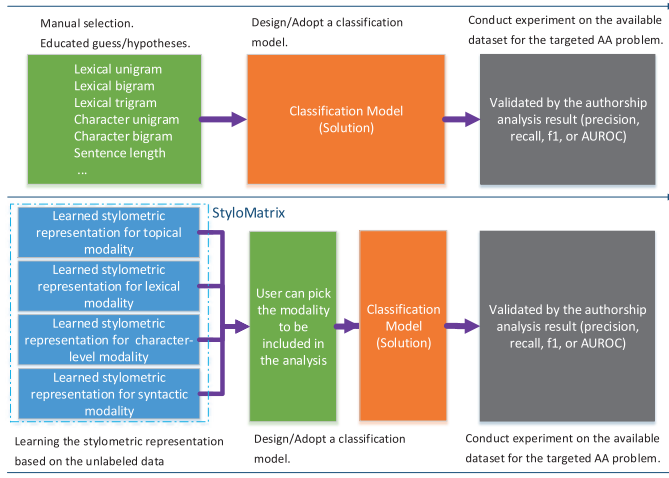 Manual selection.
Educated guess/hypotheses.
Design/Adopt a classification
model.
Conduct experiment on the available
dataset for the targeted AA problem.
Lexical unigram
Lexical bigram
Lexical trigram
Character unigram
Character bigram
Sentence length
...
Classification Model
(Solution)
Validated by the authorship
analysis result (precision,
recall, f1, or AUROC)
StyloMatrix
Learned stylometric
representation for topical
modality
Learned stylometric
representation for lexical
modality
Learned stylometric
representation for character-
level modality
Learned stylometric
representation for syntactic
modality
User can pick
the modality
to be
included in
the analysis
Classification
Model
(Solution)
Validated by the authorship
analysis result (precision,
recall, f1, or AUROC)
Learning the stylometric representation
based on the unlabeled data
Design/Adopt a classification
model.
Conduct experiment on the available
dataset for the targeted AA problem.